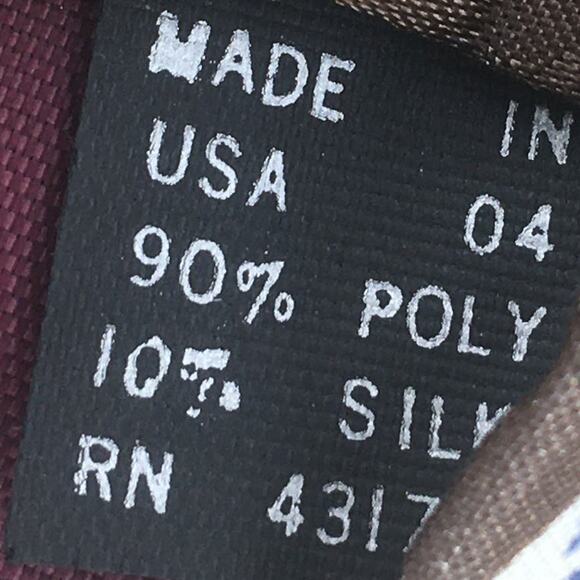 MADE IN
USA 04
90% POLY
10% SILK
RN 4317